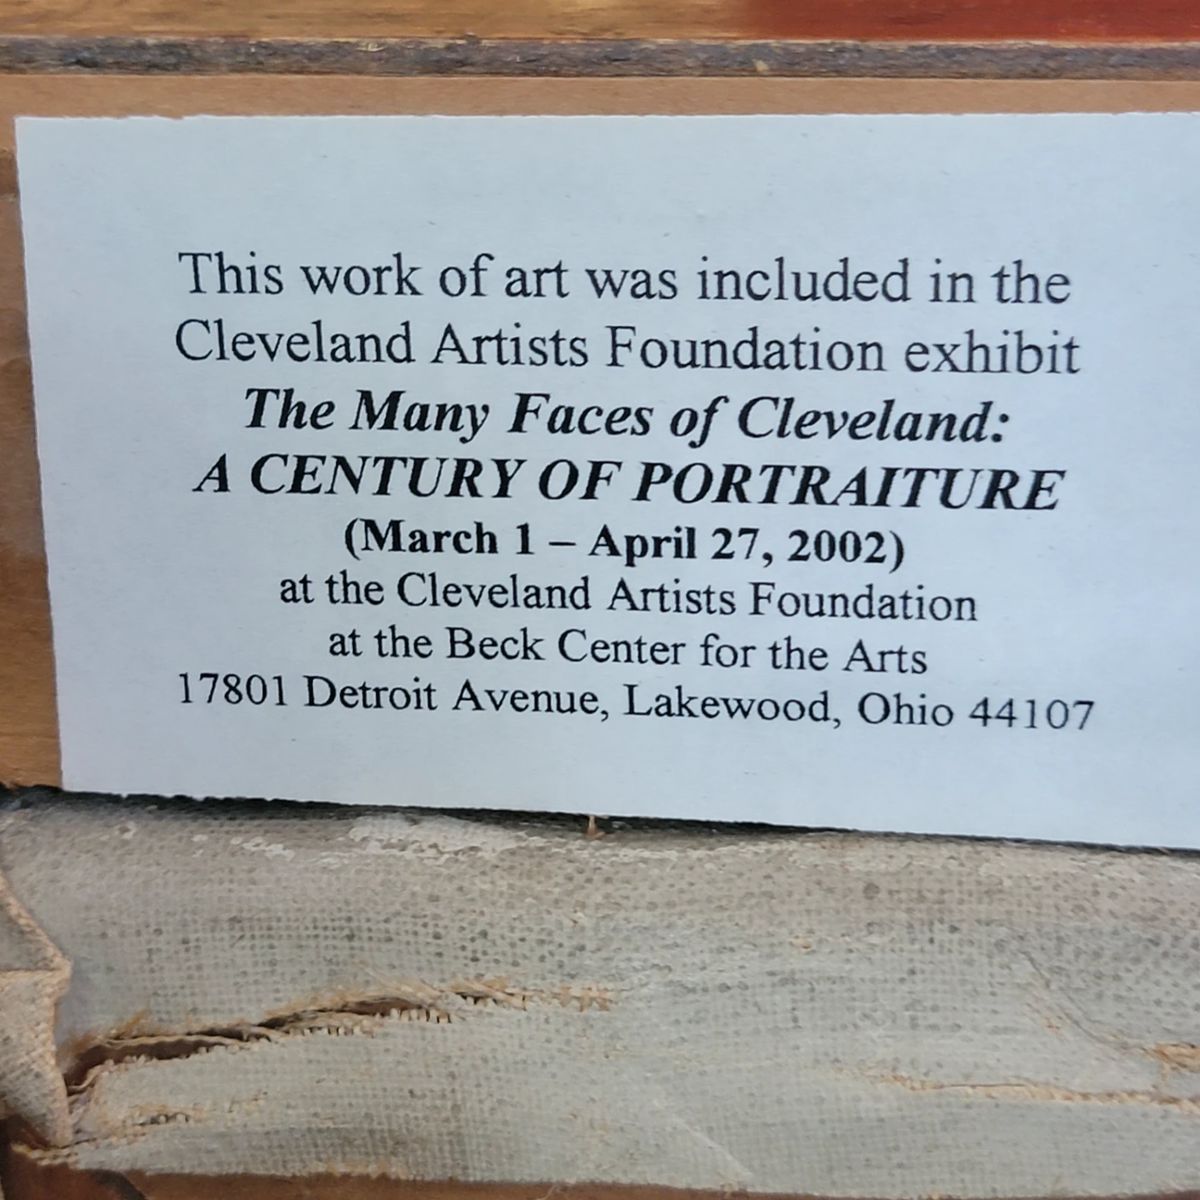 This work of art was included in the
Cleveland Artists Foundation exhibit
The Many Faces of Cleveland:
A CENTURY OF PORTRAITURE
(March 1 – April 27, 2002)
at the Cleveland Artists Foundation
at the Beck Center for the Arts
17801 Detroit Avenue, Lakewood, Ohio 44107